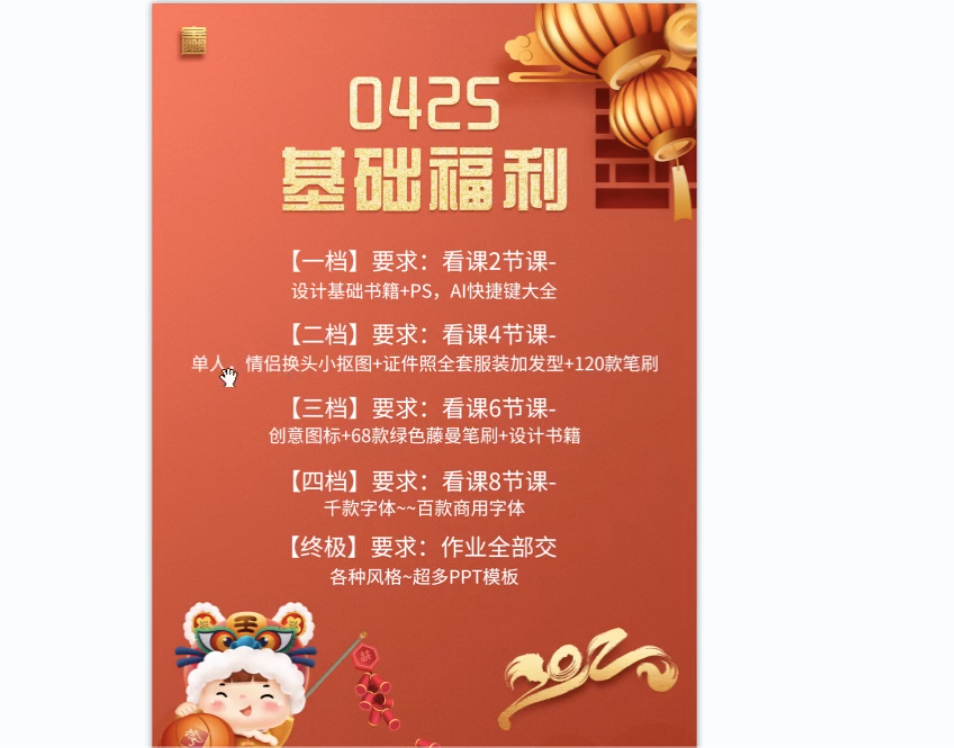 0425
基础福利
【一档】要求：看课2节课-
设计基础书籍+PS，AI快捷键大全
【二档】要求：看课4节课-
单人、情侣换头小抠图+证件照全套服装加发型+120款笔刷
【三档】要求：看课6节课-
创意图标+68款绿色藤曼笔刷+设计书籍
【四档】要求：看课8节课-
千款字体~~百款商用字体
【终极】要求：作业全部交
各种风格~超多PPT模板